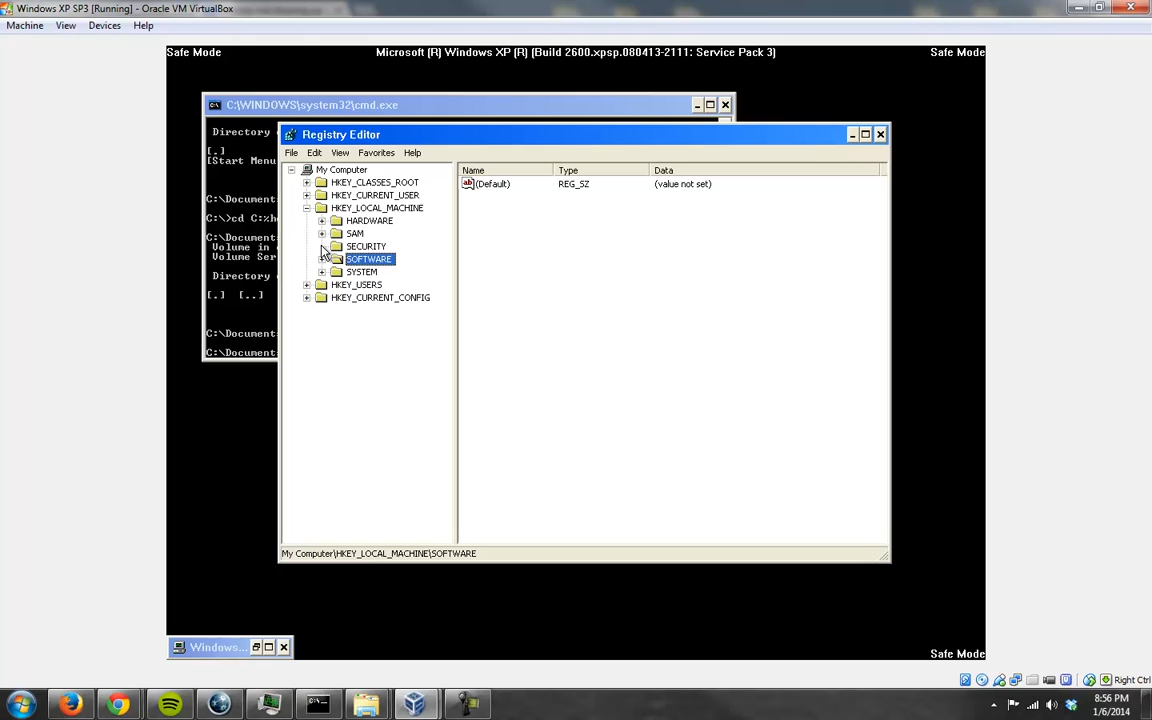 Windows XP SP3 [Running] - Oracle VM VirtualBox
Machine View Devices Help
Safe Mode
Microsoft (R) Windows XP (R) (Build 2600.xpsp.080413-2111: Service Pack 3)
Safe Mode
C:\WINDOWS\system32\cmd.exe
Directory
[.]
[Start Menu
C:\Document
C:\>cd C:%h
C:\Document
Volume in
Volume Ser
Directory
[.] [..]
C:\Document
C:\Document
Registry Editor
File Edit View Favorites Help
My Computer
HKEY_CLASSES_ROOT
HKEY_CURRENT_USER
HKEY_LOCAL_MACHINE
HARDWARE
SAM
SECURITY
SOFTWARE
SYSTEM
HKEY_USERS
HKEY_CURRENT_CONFIG
Name Type Data
ab (Default) REG_SZ (value not set)
My Computer\HKEY_LOCAL_MACHINE\SOFTWARE
Windows...
Safe Mode
Right Ctrl
8:56 PM
1/6/2014